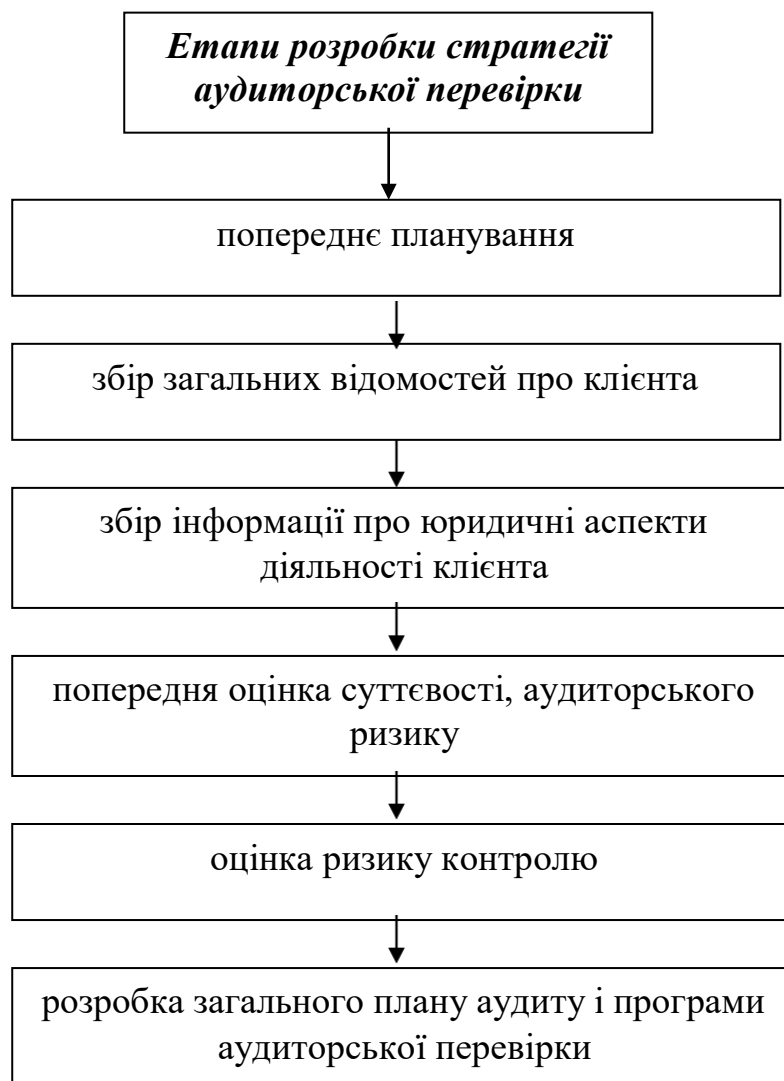 Етапи розробки стратегії
аудиторської перевірки
попереднє планування
збір загальних відомостей про клієнта
збір інформації про юридичні аспекти
діяльності клієнта
попередня оцінка суттєвості, аудиторського
ризику
оцінка ризику контролю
розробка загального плану аудиту і програми
аудиторської перевірки